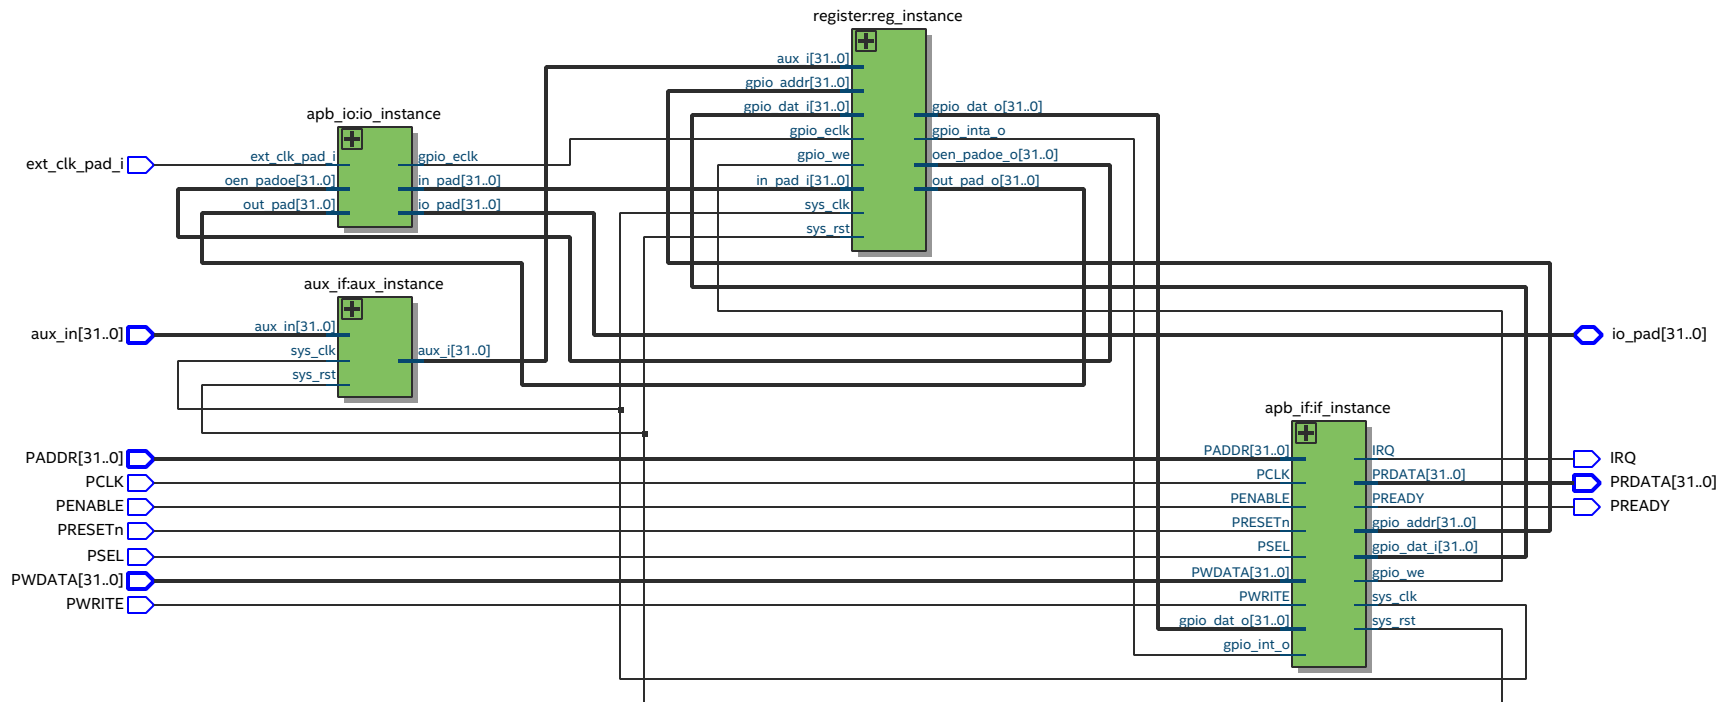 register:reg_instance
aux_i[31..0]
gpio_addr[31..0]
gpio_dat_i[31..0]
gpio_eclk
gpio_we
in_pad_i[31..0]
sys_clk
sys_rst
gpio_dat_o[31..0]
gpio_inta_o
oen_padoe_o[31..0]
out_pad_o[31..0]
apb_io:io_instance
ext_clk_pad_i
ext_clk_pad_i
oen_padoe[31..0]
out_pad[31..0]
gpio_eclk
in_pad[31..0]
io_pad[31..0]
aux_if:aux_instance
aux_in[31..0]
aux_in[31..0]
sys_clk
sys_rst
aux_i[31..0]
io_pad[31..0]
apb_if:if_instance
PADDR[31..0]
PCLK
PENABLE
PRESETn
PSEL
PWDATA[31..0]
PWRITE
PADDR[31..0]
PCLK
PENABLE
PRESETn
PSEL
PWDATA[31..0]
PWRITE
gpio_dat_o[31..0]
gpio_int_o
IRQ
PRDATA[31..0]
PREADY
gpio_addr[31..0]
gpio_dat_i[31..0]
gpio_we
sys_clk
sys_rst
IRQ
PRDATA[31..0]
PREADY